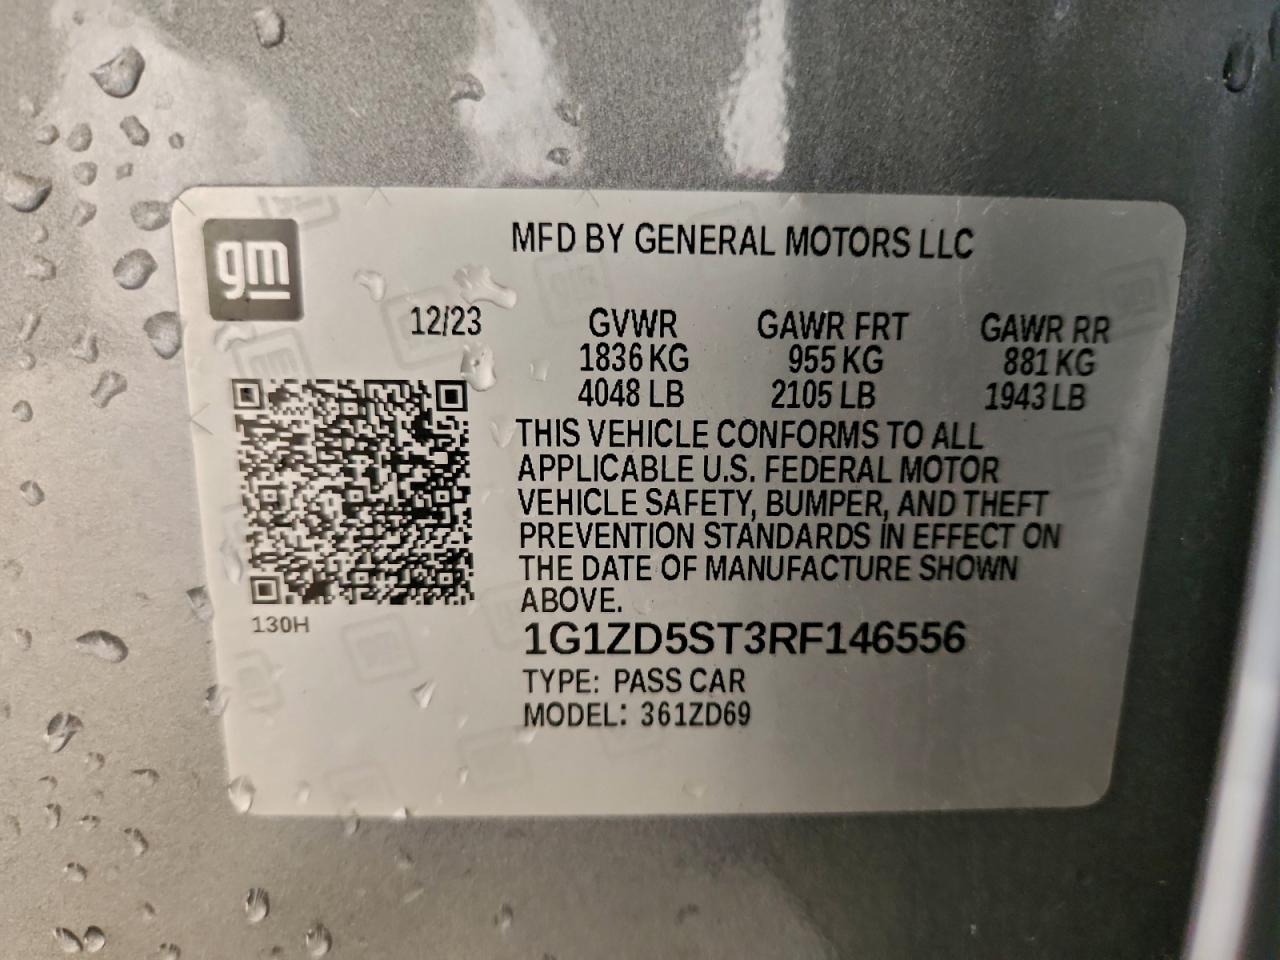 gm
MFD BY GENERAL MOTORS LLC
12/23 GVWR GAWR FRT GAWR RR
1836 KG 955 KG 881 KG
4048 LB 2105 LB 1943 LB
THIS VEHICLE CONFORMS TO ALL
APPLICABLE U.S. FEDERAL MOTOR
VEHICLE SAFETY, BUMPER, AND THEFT
PREVENTION STANDARDS IN EFFECT ON
THE DATE OF MANUFACTURE SHOWN
ABOVE.
130H
1G1ZD5ST3RF146556
TYPE: PASS CAR
MODEL: 361ZD69